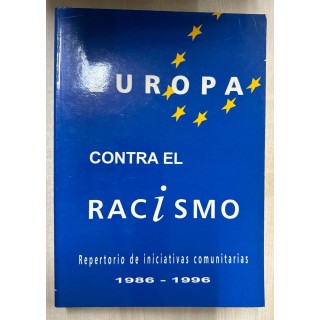 EUROPA
CONTRA EL
RACiSMO
Repertorio de iniciativas comunitarias
1986 - 1996